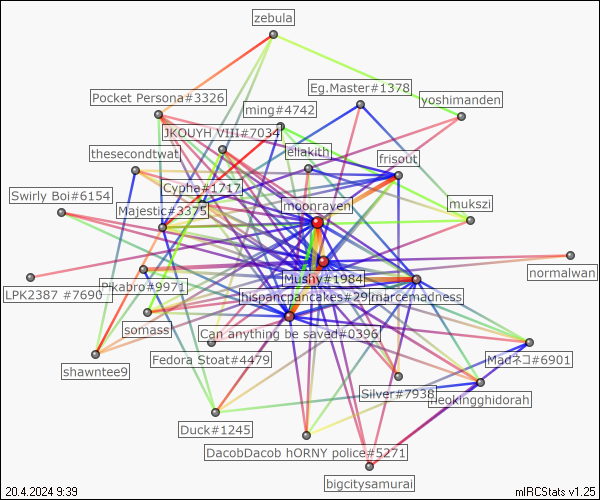 zebula
Eg.Master#1378
Pocket Persona#3326
yoshimanden
ming#4742
JKOUYH VIII#7034
eliakith
thesecondtwat
frisout
Cypha#1717
Swirly Boi#6154
mukszi
moonraven
Majestic#3375
normalwan
Mushy#1984
Pikabro#9971
LPK2387 #7690
hispancpancakes#29
marcemadness
somass
Can anything be saved#0396
Fedora Stoat#4479
Madネコ#6901
shawntee9
Silver#7938
neokingghidorah
Duck#1245
DacobDacob hORNY police#5271
bigcitysamurai
20.4.2024 9:39
mIRCStats v1.25